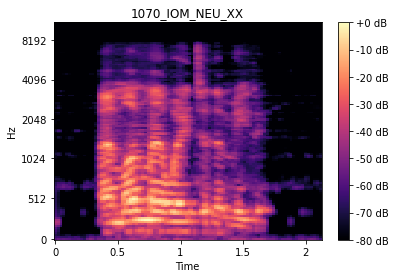 1070_IOM_NEU_XX
8192
4096
2048
1024
512
0
Hz
0
0.5
1
1.5
2
Time
+0 dB
-10 dB
-20 dB
-30 dB
-40 dB
-50 dB
-60 dB
-70 dB
-80 dB